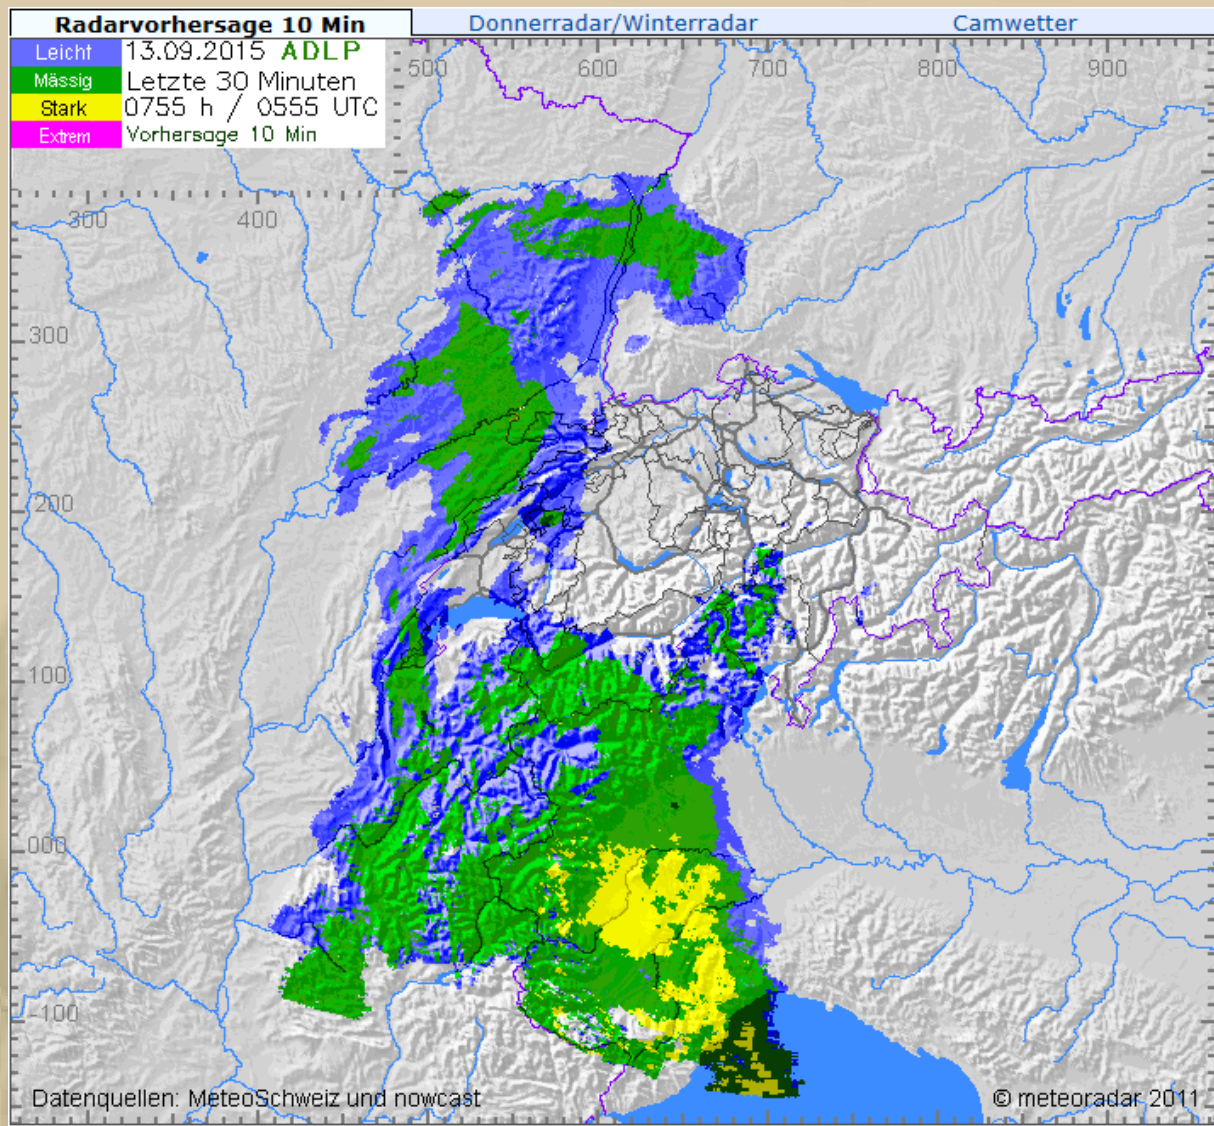 Radarvorhersage 10 Min
Donnerradar/Winterradar
Camwetter
Leicht
13.09.2015 ADLP
Mässig
Letzte 30 Minuten
Stark
0755 h / 0555 UTC
Extrem
Vorhersage 10 Min
500 600 700 800 900
300 400
300
200
100
000
-100
Datenquellen: MeteoSchweiz und nowcast
© meteoradar 2011